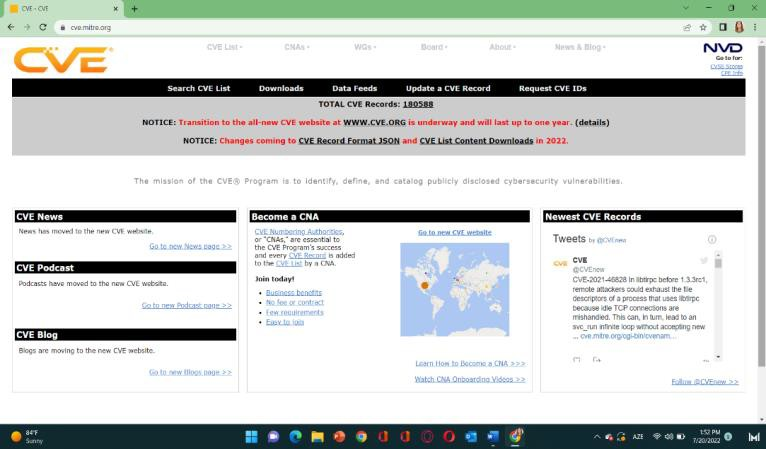 CVE - CVE
cve.mitre.org
CVE
CVE List
CNAs
WGs
Board
About
News & Blog
NVD
Go to for:
CVSS Scores
CPE Info
Search CVE List
Downloads
Data Feeds
Update a CVE Record
Request CVE IDs
TOTAL CVE Records: 180588
NOTICE: Transition to the all-new CVE website at WWW.CVE.ORG is underway and will last up to one year. (details)
NOTICE: Changes coming to CVE Record Format JSON and CVE List Content Downloads in 2022.
The mission of the CVE® Program is to identify, define, and catalog publicly disclosed cybersecurity vulnerabilities.
CVE News
News has moved to the new CVE website.
Go to new News page >>
CVE Podcast
Podcasts have moved to the new CVE website.
Go to new Podcast page >>
CVE Blog
Blogs are moving to the new CVE website.
Go to new Blogs page >>
Become a CNA
CVE Numbering Authorities,
or "CNAs," are essential to
the CVE Program's success
and every CVE Record is added
to the CVE List by a CNA.
Join today!
Business benefits
No fee or contract
Few requirements
Easy to join
Go to new CVE website
Learn How to Become a CNA >>>
Watch CNA Onboarding Videos >>
Newest CVE Records
Tweets by @CVEnew
CVE
CVE
@CVEnew
CVE-2021-46828 In libtirpc before 1.3.3rc1,
remote attackers could exhaust the file
descriptors of a process that uses libtirpc
because idle TCP connections are
mishandled. This can, in turn, lead to an
svc_run infinite loop without accepting new
... cve.mitre.org/cgi-bin/cvenam...
Follow @CVEnew >>
84°F
Sunny
AZE
1:52 PM
7/20/2022